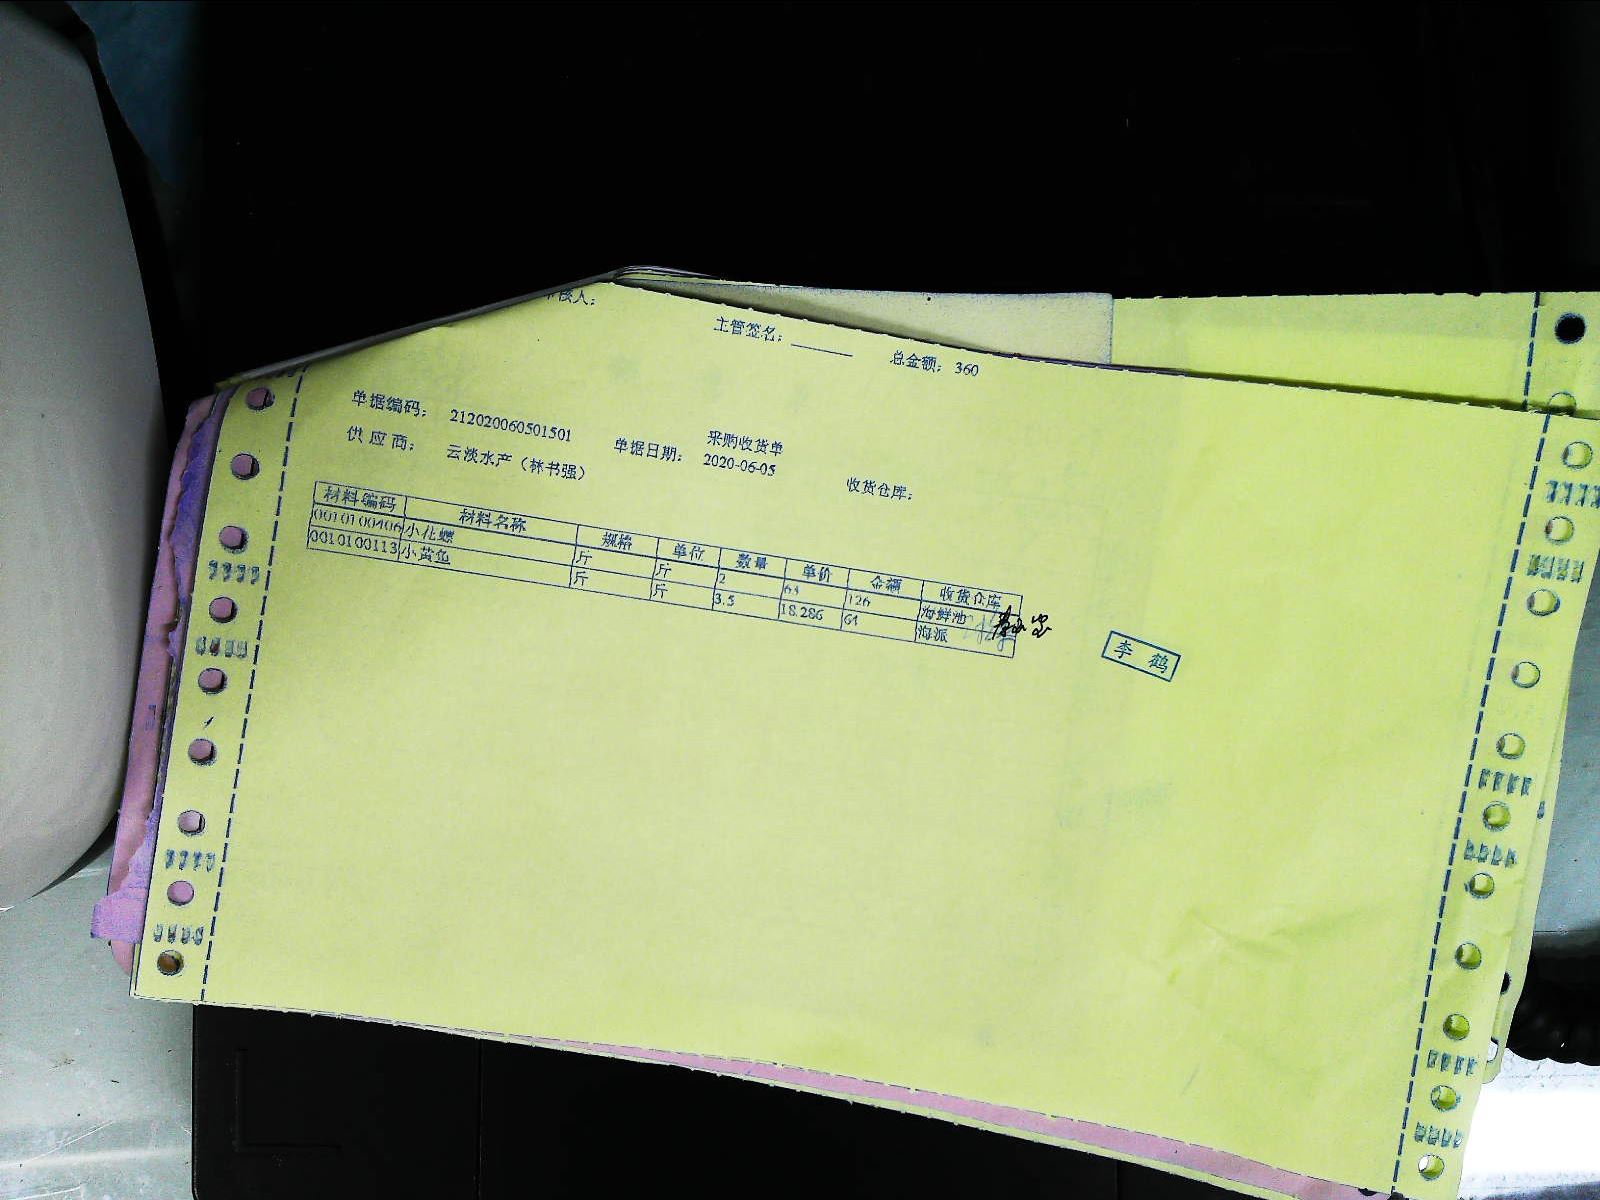 审核人：
主管签名：______ 总金额：360
采购收货单
单据编码：212020060501501 单据日期：2020-06-05 收货仓库：
供应商：云淡水产（林书强）
材料编码 材料名称 规格 单位 数量 单价 金额 收货仓库
0010100406 小花螺 斤 斤 2 63 126 海鲜池
0010100113 小黄鱼 斤 斤 3.5 18.286 64 海派
李鹤